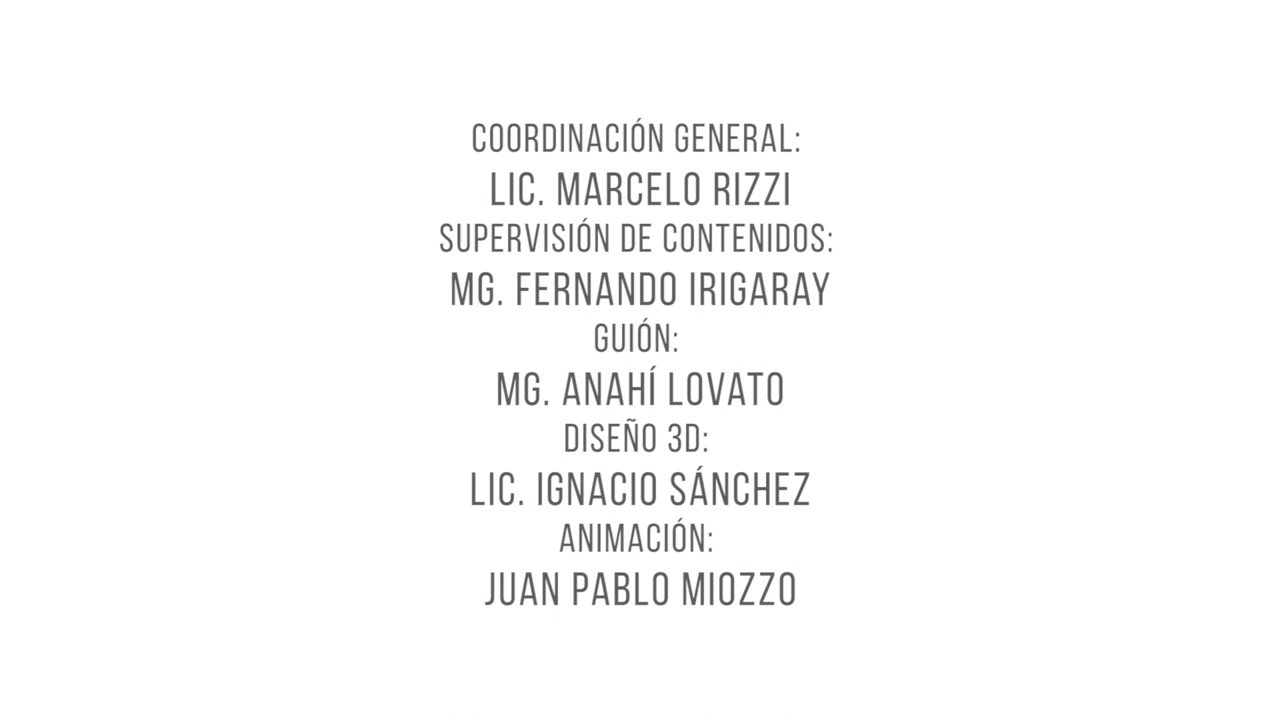 COORDINACIÓN GENERAL:
LIC. MARCELO RIZZI
SUPERVISIÓN DE CONTENIDOS:
MG. FERNANDO IRIGARAY
GUIÓN:
MG. ANAHÍ LOVATO
DISEÑO 3D:
LIC. IGNACIO SÁNCHEZ
ANIMACIÓN:
JUAN PABLO MIOZZO